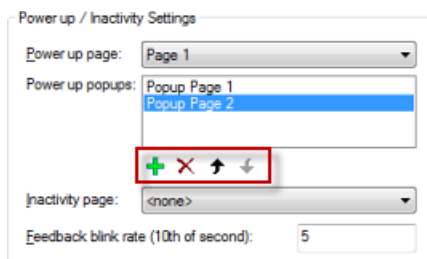 Power up / Inactivity Settings
Power up page: Page 1
Power up popups: Popup Page 1
Popup Page 2
Inactivity page: <none>
Feedback blink rate (10th of second): 5